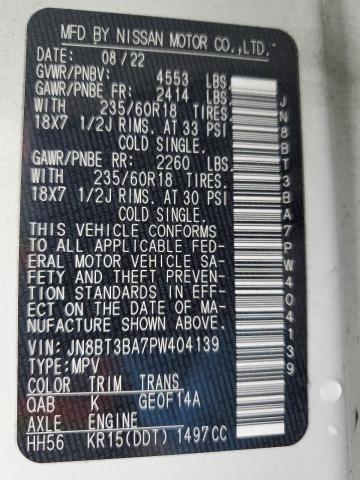 MFD BY NISSAN MOTOR CO.,LTD.
DATE: 08/22
GVWR/PNBV: 4553 LBS.
GAWR/PNBE FR: 2414 LBS.
WITH 235/60R18 TIRES.
18X7 1/2J RIMS. AT 33 PSI
COLD SINGLE.
GAWR/PNBE RR: 2260 LBS.
WITH 235/60R18 TIRES.
18X7 1/2J RIMS. AT 30 PSI
COLD SINGLE.
THIS VEHICLE CONFORMS
TO ALL APPLICABLE FED-
ERAL MOTOR VEHICLE SA-
FETY AND THEFT PREVEN-
TION STANDARDS IN EFF-
ECT ON THE DATE OF MA-
NUFACTURE SHOWN ABOVE.
VIN: JN8BT3BA7PW404139
TYPE: MPV
COLOR TRIM TRANS
QAB K GE0F14A
AXLE ENGINE
HH56 KR15(DDT) 1497CC
JN8BT3BA7PW404139